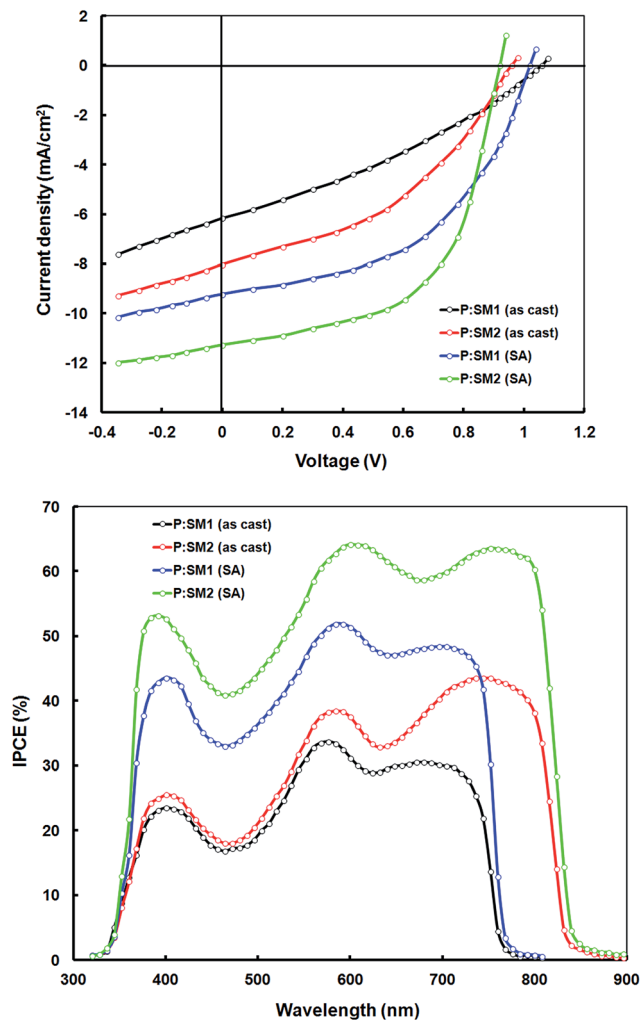 2
0
-2
-4
-6
-8
-10
-12
-14
Current density (mA/cm²)
P:SM1 (as cast)
P:SM2 (as cast)
P:SM1 (SA)
P:SM2 (SA)
-0.4 -0.2 0 0.2 0.4 0.6 0.8 1 1.2
Voltage (V)
70
60
50
40
30
20
10
0
IPCE (%)
P:SM1 (as cast)
P:SM2 (as cast)
P:SM1 (SA)
P:SM2 (SA)
300 400 500 600 700 800 900
Wavelength (nm)